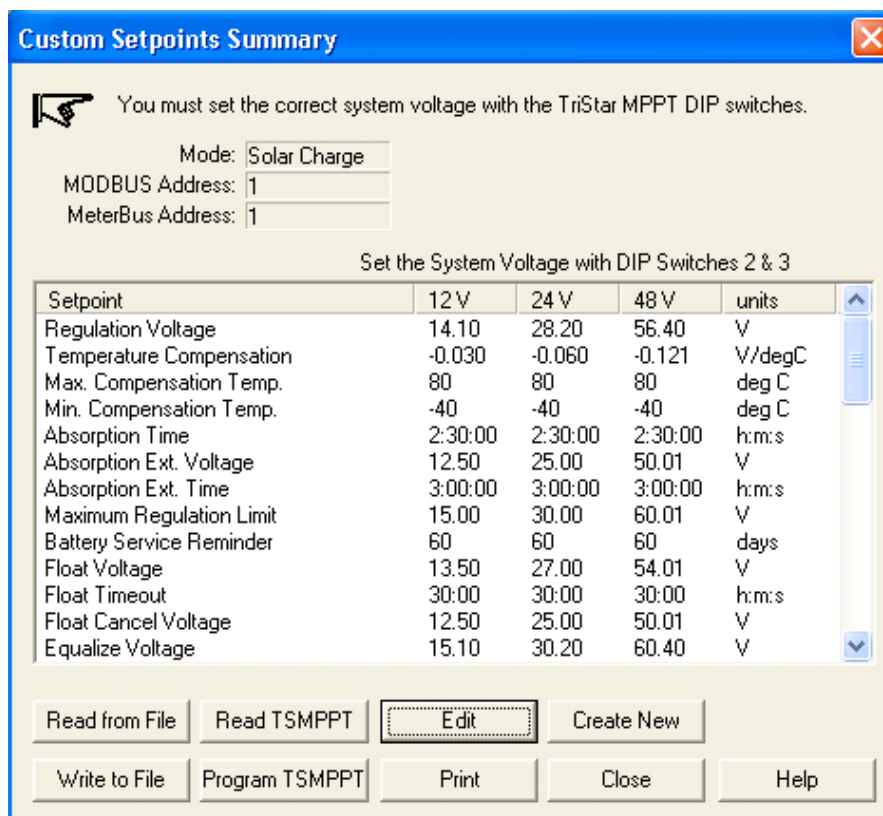 Custom Setpoints Summary
You must set the correct system voltage with the TriStar MPPT DIP switches.
Mode: Solar Charge
MODBUS Address: 1
MeterBus Address: 1
Set the System Voltage with DIP Switches 2 & 3
Setpoint 12 V 24 V 48 V units
Regulation Voltage 14.10 28.20 56.40 V
Temperature Compensation -0.030 -0.060 -0.121 V/degC
Max. Compensation Temp. 80 80 80 deg C
Min. Compensation Temp. -40 -40 -40 deg C
Absorption Time 2:30:00 2:30:00 2:30:00 h:m:s
Absorption Ext. Voltage 12.50 25.00 50.01 V
Absorption Ext. Time 3:00:00 3:00:00 3:00:00 h:m:s
Maximum Regulation Limit 15.00 30.00 60.01 V
Battery Service Reminder 60 60 60 days
Float Voltage 13.50 27.00 54.01 V
Float Timeout 30:00 30:00 30:00 h:m:s
Float Cancel Voltage 12.50 25.00 50.01 V
Equalize Voltage 15.10 30.20 60.40 V
Read from File Read TSMPPT Edit Create New
Write to File Program TSMPPT Print Close Help